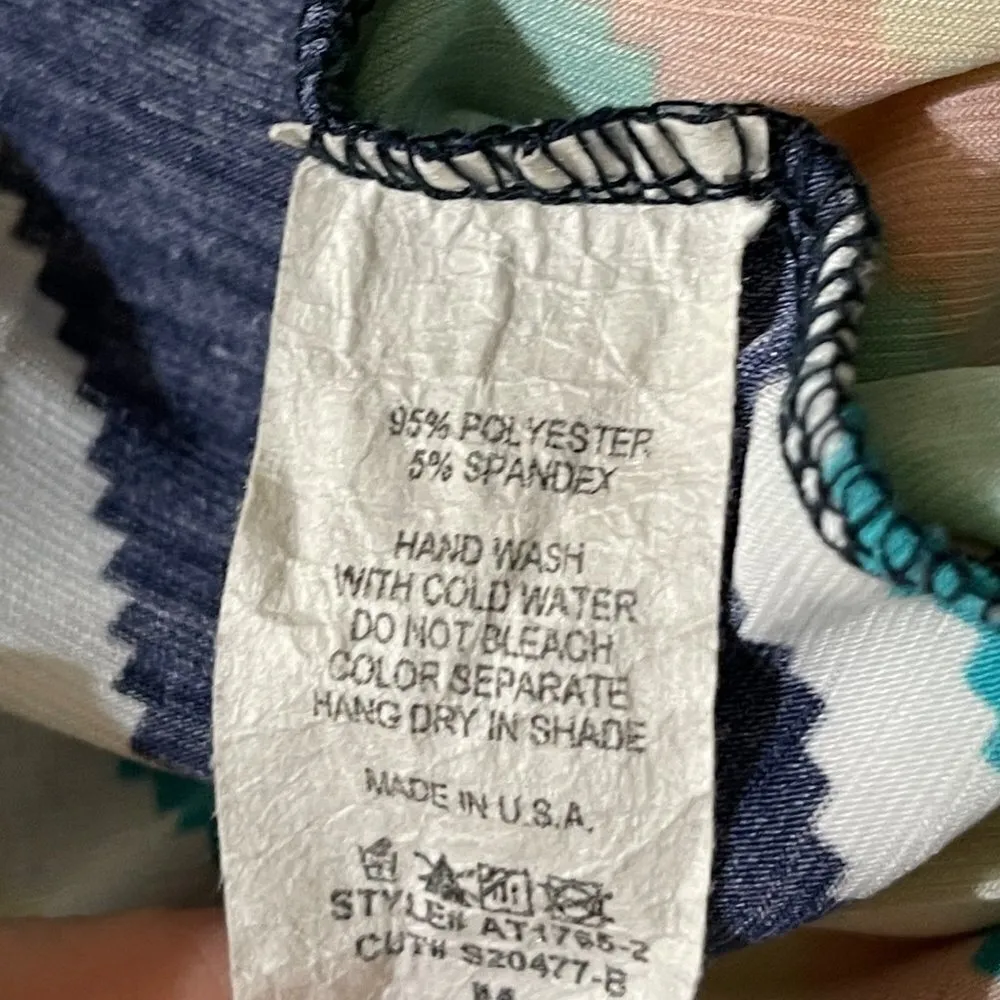 95% POLYESTER
5% SPANDEX
HAND WASH
WITH COLD WATER
DO NOT BLEACH
COLOR SEPARATE
HANG DRY IN SHADE
MADE IN U.S.A.
STYLE# AT1765-2
CUT# S20477-B
M